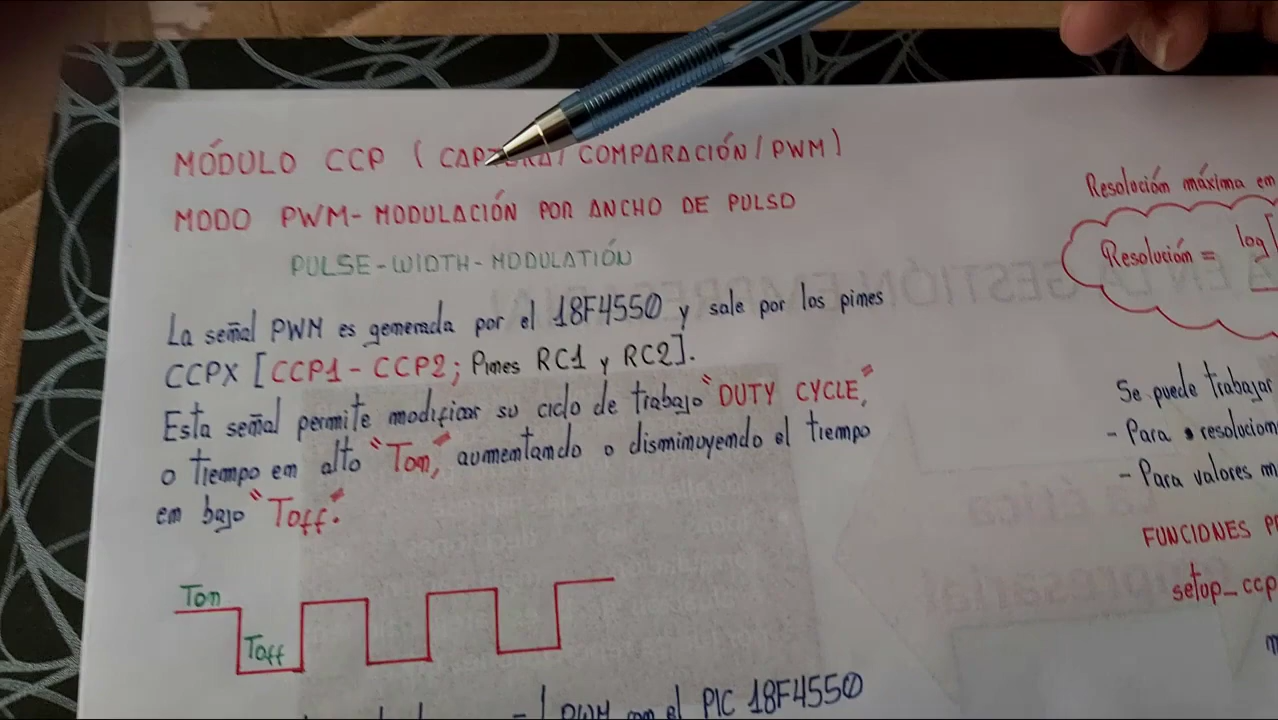 MÓDULO CCP ( CAPTURA / COMPARACIÓN / PWM )
MODO PWM - MODULACIÓN POR ANCHO DE PULSO
PULSE-WIDTH-MODULATIÓN
La señal PWM es generada por el 18F4550 y sale por los pines
CCPX [CCP1 - CCP2; Pines RC1 y RC2].
Esta señal permite modificar su ciclo de trabajo "DUTY CYCLE",
o tiempo en alto "Ton", aumentando o disminuyendo el tiempo
en bajo "Toff".
Ton
Toff
PWM con el PIC 18F4550
Resolución máxima en
Resolución = log[
Se puede trabajar
- Para resolucion
- Para valores m
FUNCIONES P
setup_ccp